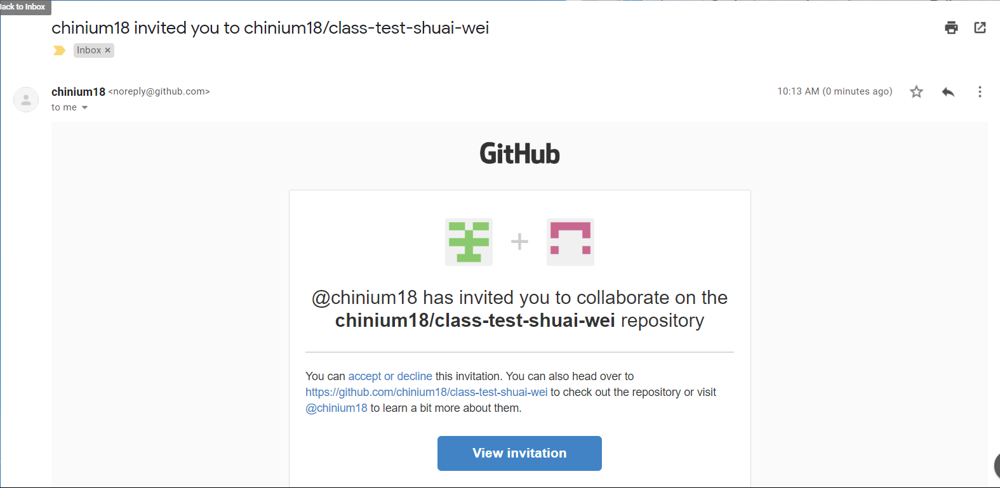 Back to Inbox
chinium18 invited you to chinium18/class-test-shuai-wei
Inbox ×
chinium18 <noreply@github.com>
10:13 AM (0 minutes ago)
to me
GitHub
@chinium18 has invited you to collaborate on the
chinium18/class-test-shuai-wei repository
You can accept or decline this invitation. You can also head over to
https://github.com/chinium18/class-test-shuai-wei to check out the repository or visit
@chinium18 to learn a bit more about them.
View invitation